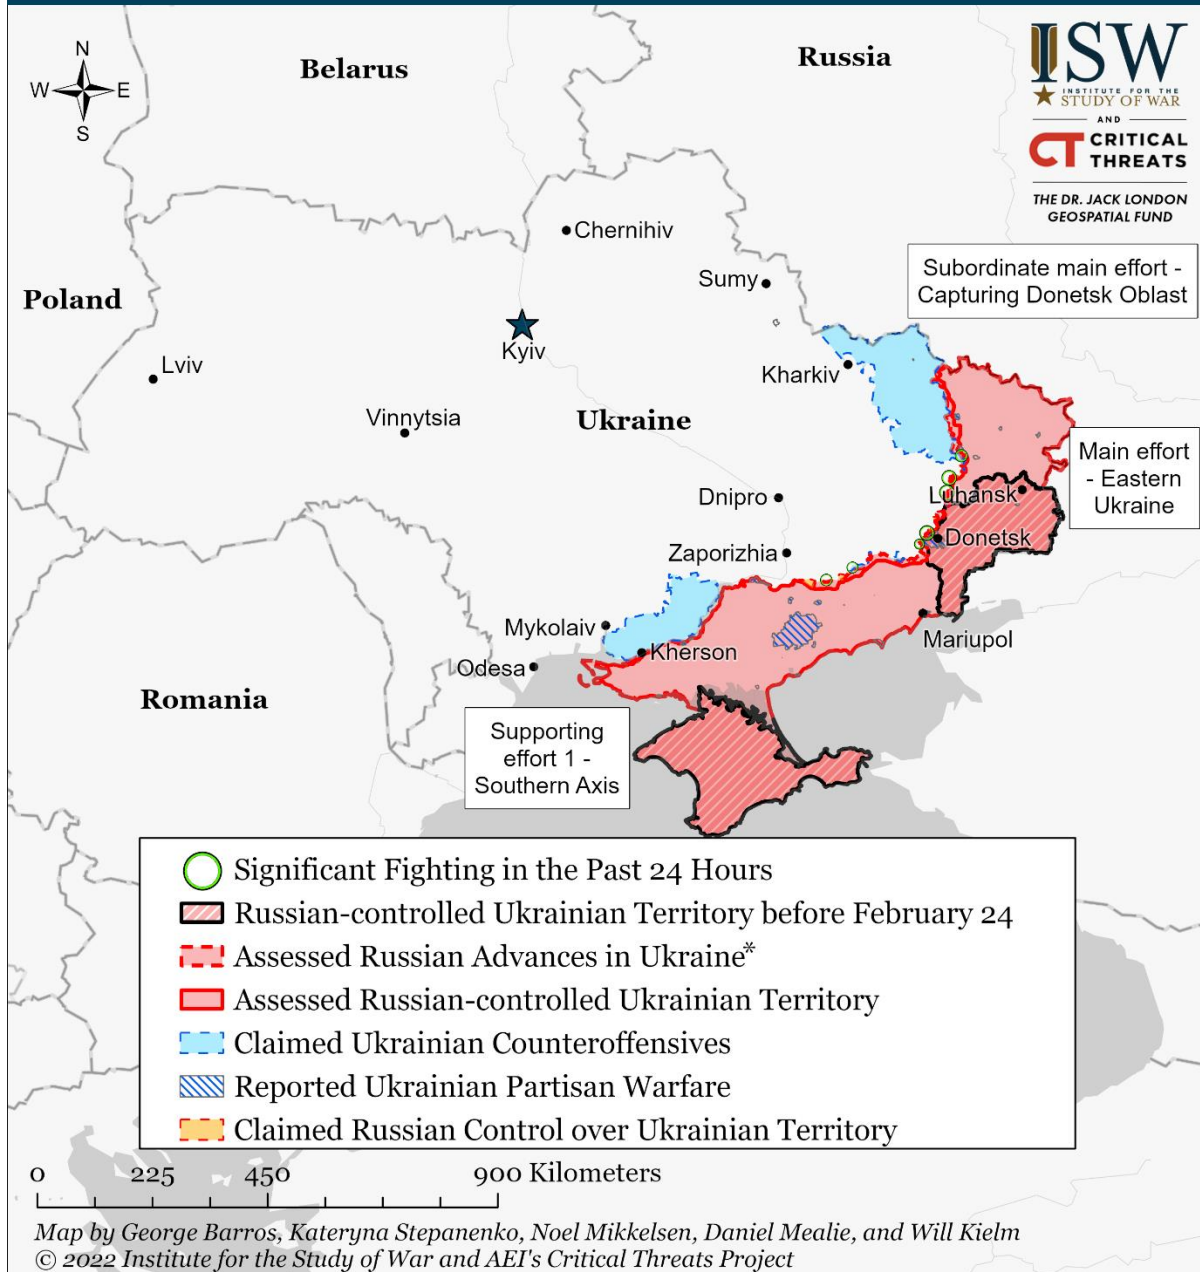 N
W
E
S
Belarus
Russia
ISW
INSTITUTE FOR THE
STUDY OF WAR
AND
CT CRITICAL
THREATS
THE DR. JACK LONDON
GEOSPATIAL FUND
Chernihiv
Sumy
Subordinate main effort -
Capturing Donetsk Oblast
Poland
Kyiv
Lviv
Kharkiv
Vinnytsia
Ukraine
Main effort
- Eastern
Ukraine
Dnipro
Luhansk
Donetsk
Zaporizhia
Mykolaiv
Mariupol
Kherson
Odesa
Romania
Supporting
effort 1 -
Southern Axis
Significant Fighting in the Past 24 Hours
Russian-controlled Ukrainian Territory before February 24
Assessed Russian Advances in Ukraine*
Assessed Russian-controlled Ukrainian Territory
Claimed Ukrainian Counteroffensives
Reported Ukrainian Partisan Warfare
Claimed Russian Control over Ukrainian Territory
0 225 450 900 Kilometers
Map by George Barros, Kateryna Stepanenko, Noel Mikkelsen, Daniel Mealie, and Will Kielm
© 2022 Institute for the Study of War and AEI's Critical Threats Project